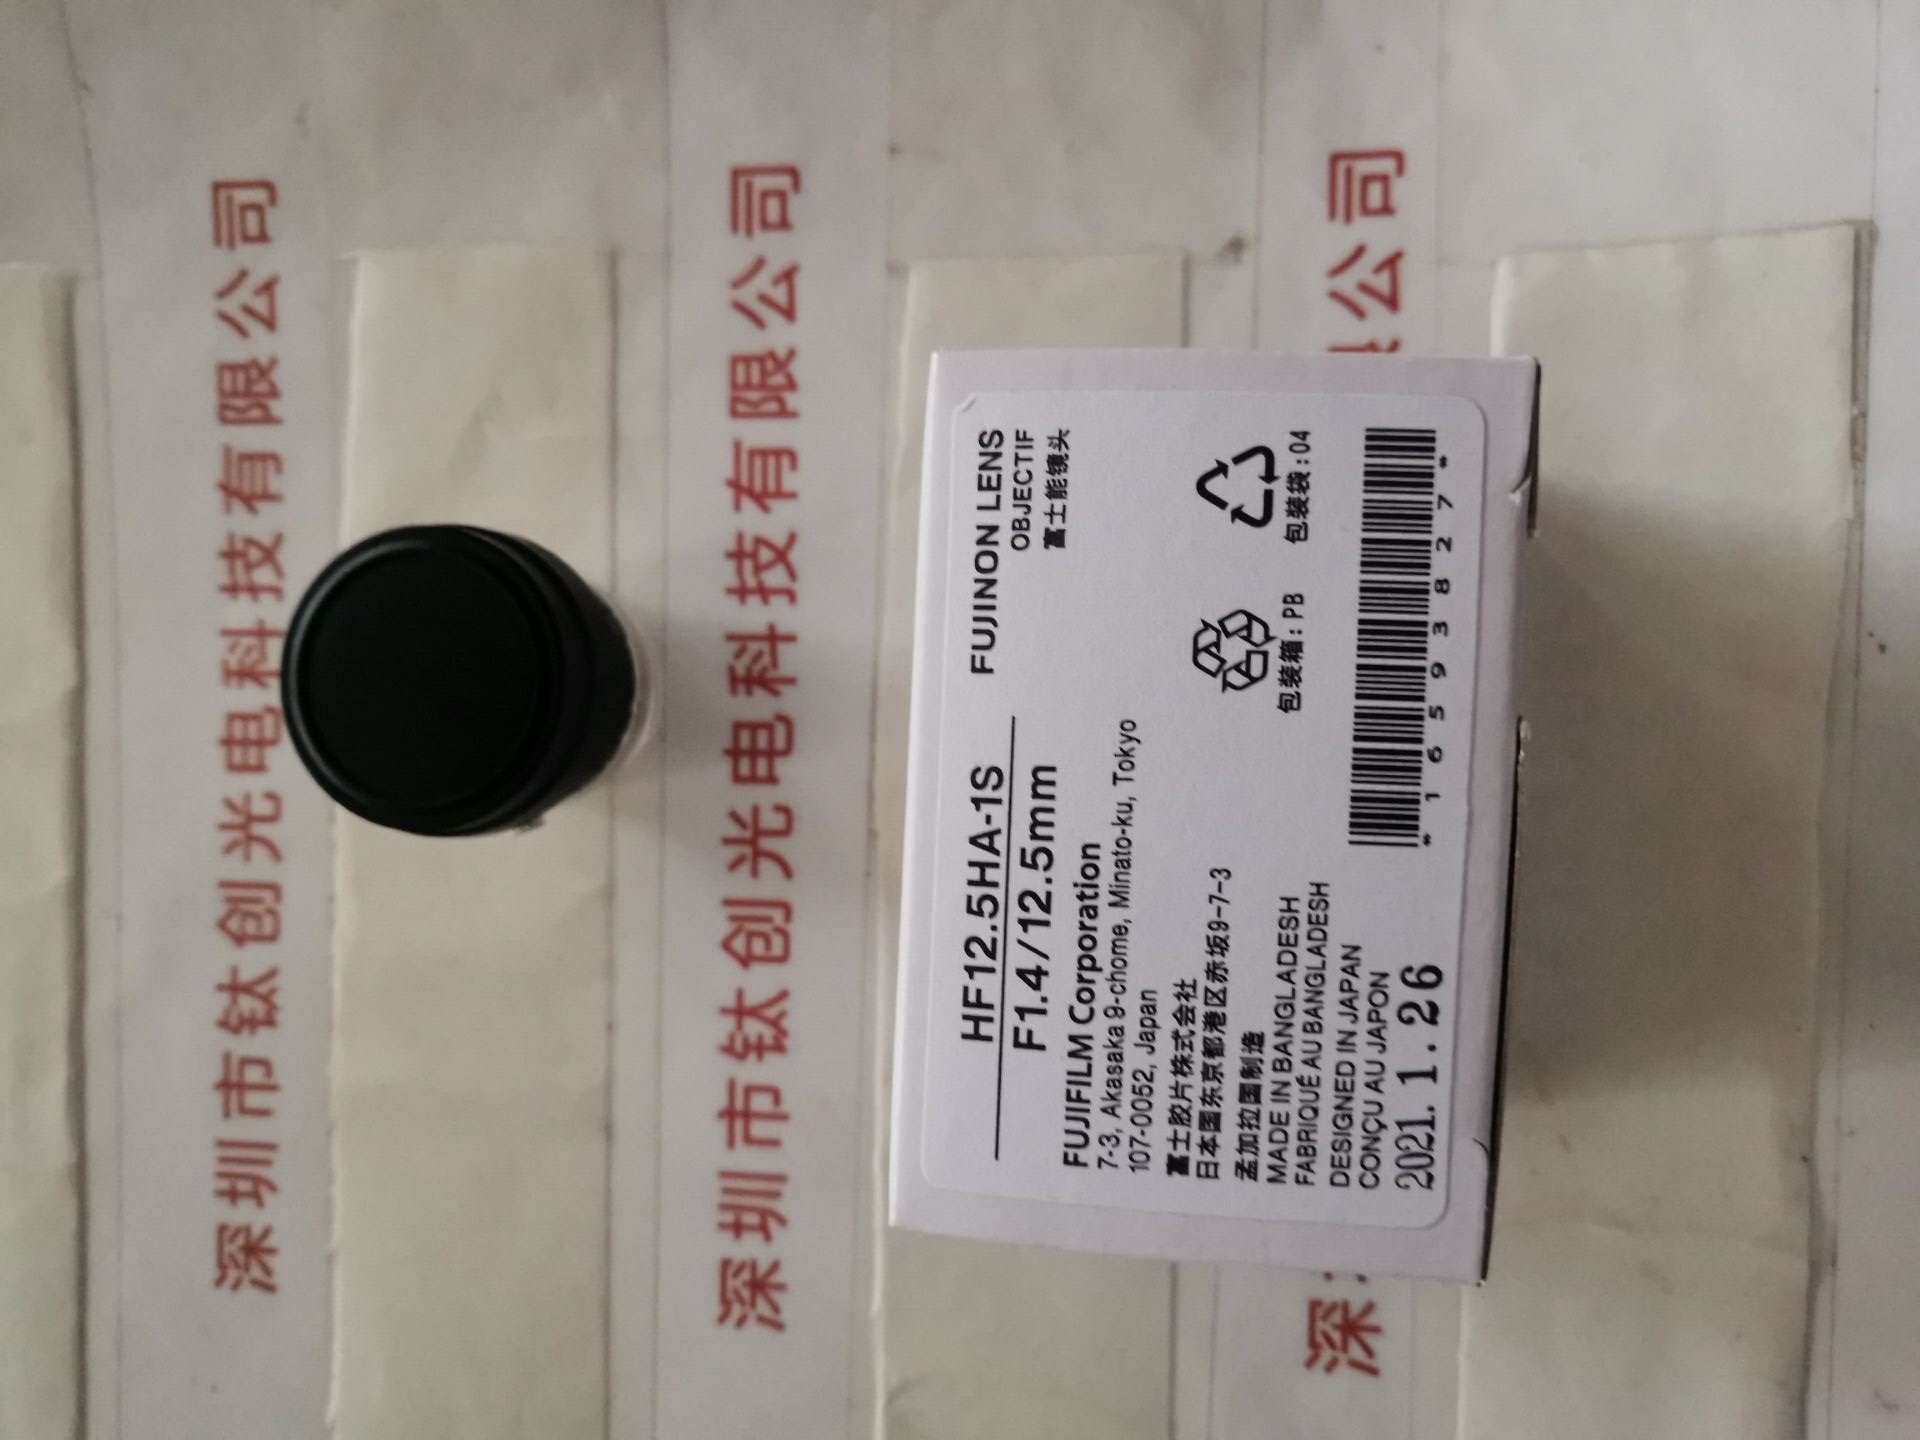 深圳市钛创光电科技有限公司
深圳市钛创光电科技有限公司
深圳
公司
HF12.5HA-1S
F1.4/12.5mm
FUJINON LENS
OBJECTIF
富士能镜头
FUJIFILM Corporation
7-3, Akasaka 9-chome, Minato-ku, Tokyo
107-0052, Japan
富士胶片株式会社
日本国东京都港区赤坂9-7-3
孟加拉国制造
MADE IN BANGLADESH
FABRIQUÉ AU BANGLADESH
DESIGNED IN JAPAN
CONÇU AU JAPON
2021. 1. 26
包装箱:PB
包装袋:04
*16593827*